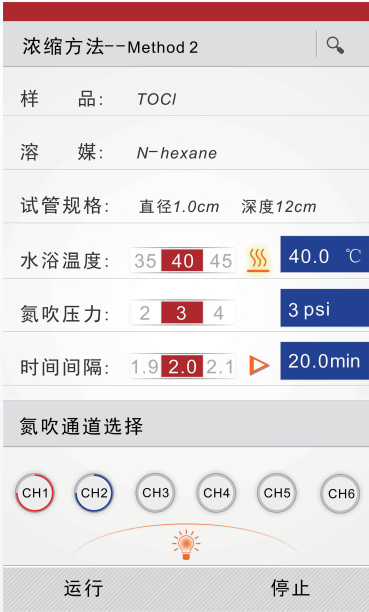 浓缩方法--Method 2
样 品: TOCl
溶 媒: N-hexane
试管规格: 直径1.0cm 深度12cm
水浴温度: 35 40 45 40.0 ℃
氮吹压力: 2 3 4 3 psi
时间间隔: 1.9 2.0 2.1 20.0min
氮吹通道选择
CH1 CH2 CH3 CH4 CH5 CH6
运行 停止